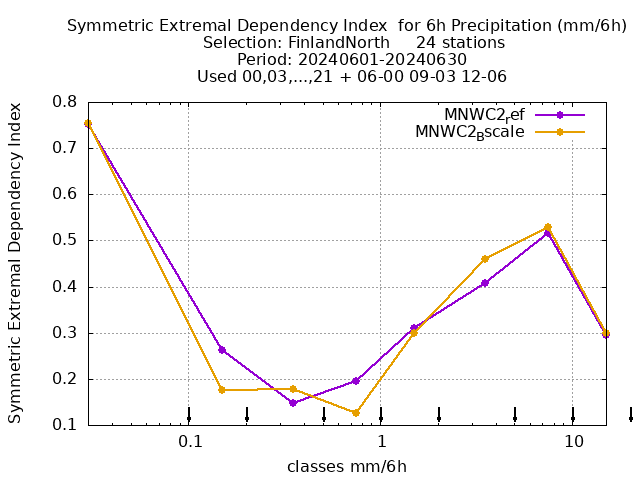 Symmetric Extremal Dependency Index  for 6h Precipitation (mm/6h)
Selection: FinlandNorth     24 stations
Period: 20240601-20240630
Used 00,03,...,21 + 06-00 09-03 12-06
Symmetric Extremal Dependency Index
0.8
0.7
0.6
0.5
0.4
0.3
0.2
0.1
MNWC2ref
MNWC2Bscale
0.1 1 10
classes mm/6h